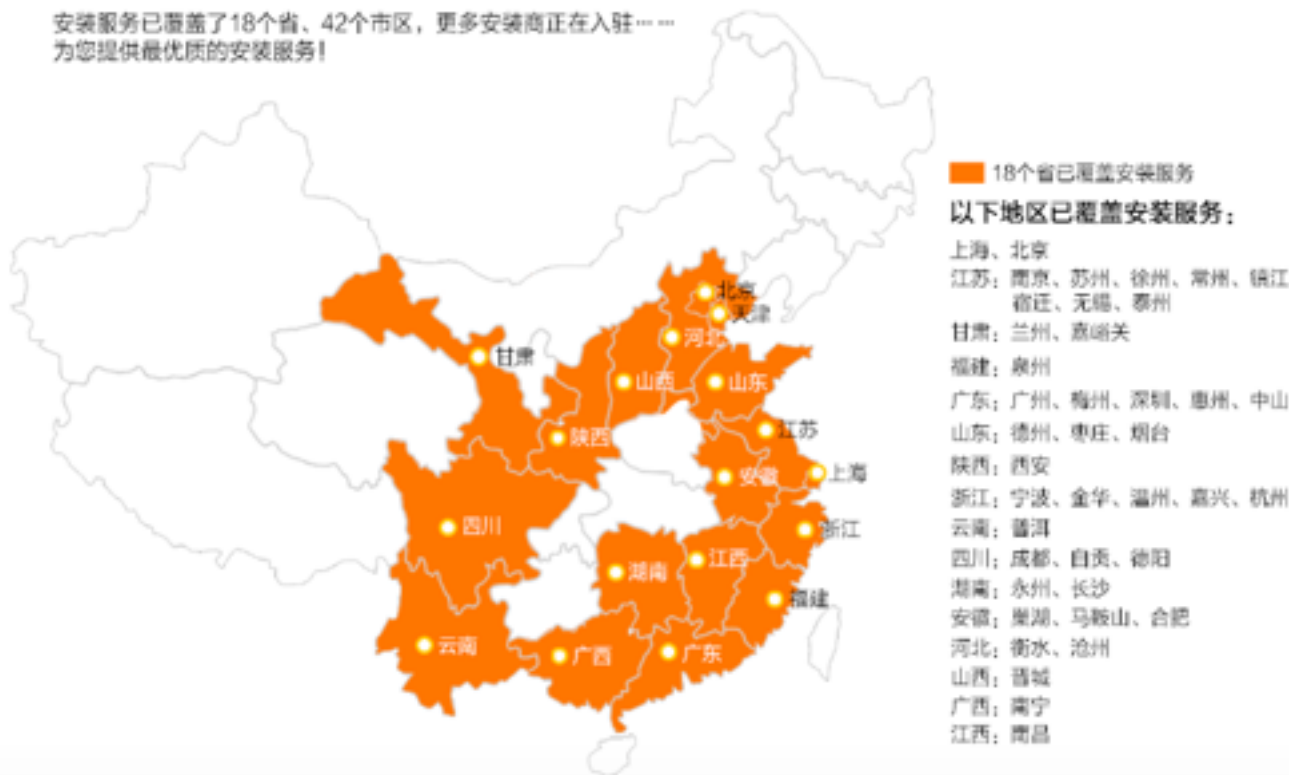 安装服务已覆盖了18个省、42个市区，更多安装商正在入驻……
为您提供最优质的安装服务！
18个省已覆盖安装服务
以下地区已覆盖安装服务：
上海、北京
江苏：南京、苏州、徐州、常州、镇江
宿迁、无锡、泰州
甘肃：兰州、嘉峪关
福建：泉州
广东：广州、梅州、深圳、惠州、中山
山东：德州、枣庄、烟台
陕西：西安
浙江：宁波、金华、温州、嘉兴、杭州
云南：普洱
四川：成都、自贡、德阳
湖南：永州、长沙
安徽：巢湖、马鞍山、合肥
河北：衡水、沧州
山西：晋城
广西：南宁
江西：南昌
北京
天津
河北
甘肃
山西
山东
陕西
江苏
安徽
上海
四川
浙江
湖南
江西
福建
云南
广西
广东